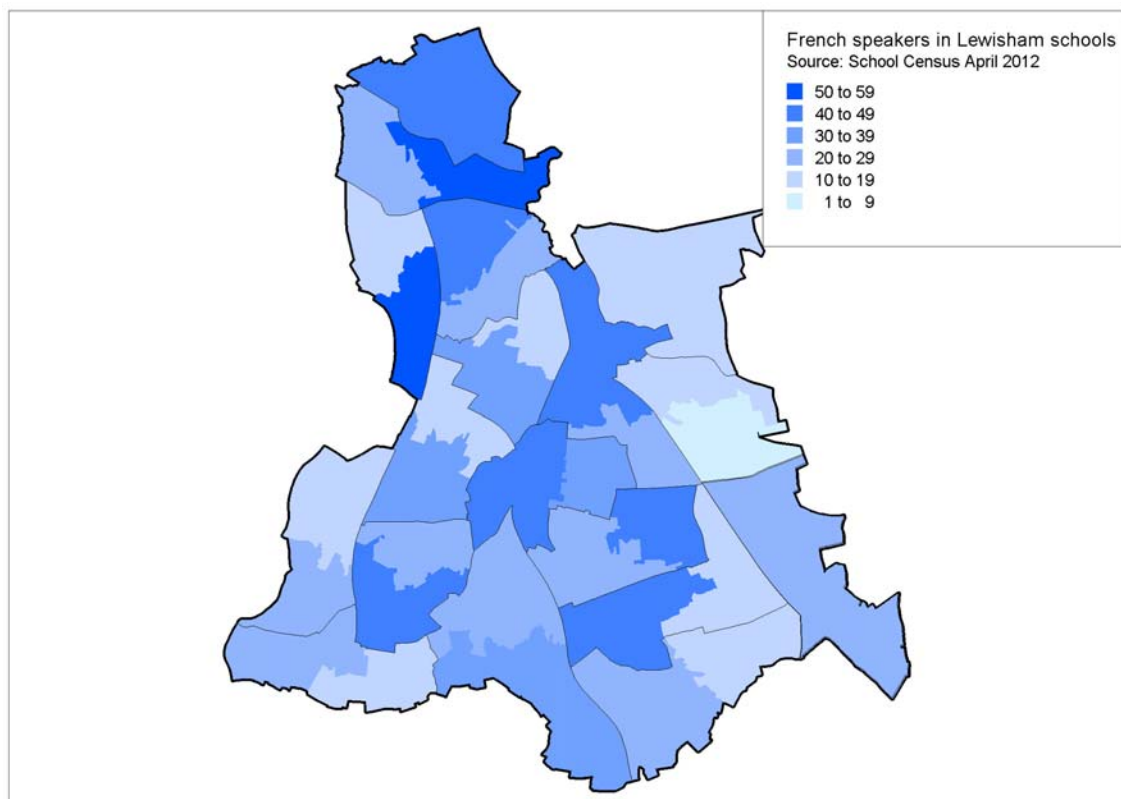 French speakers in Lewisham schools
Source: School Census April 2012
50 to 59
40 to 49
30 to 39
20 to 29
10 to 19
1 to 9